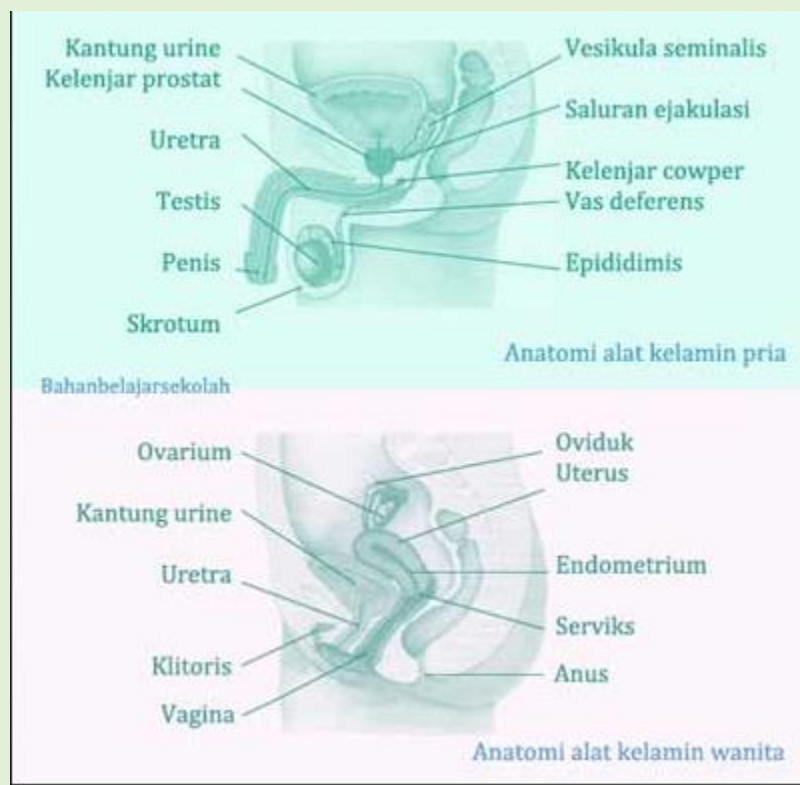 Kantung urine
Kelenjar prostat
Uretra
Testis
Penis
Skrotum
Vesikula seminalis
Saluran ejakulasi
Kelenjar cowper
Vas deferens
Epididimis
Anatomi alat kelamin pria
Bahanbelajarsekolah
Ovarium
Kantung urine
Uretra
Klitoris
Vagina
Oviduk
Uterus
Endometrium
Serviks
Anus
Anatomi alat kelamin wanita